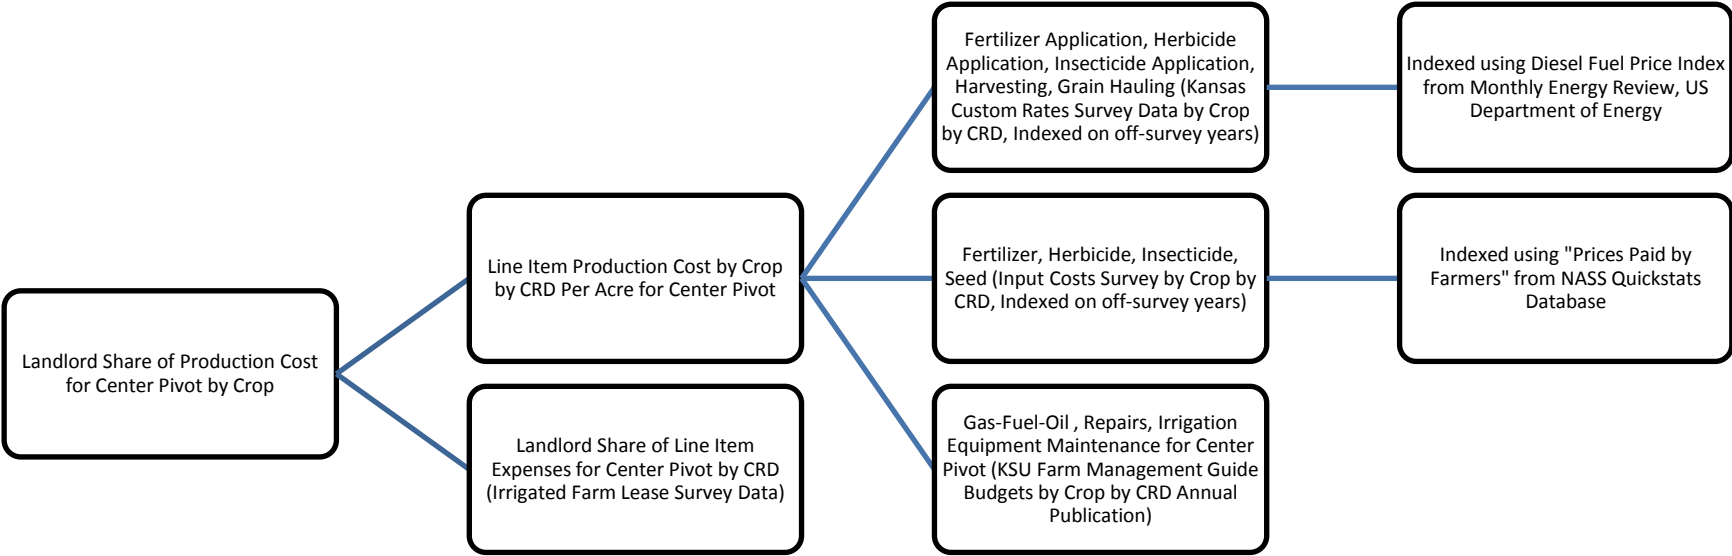 Landlord Share of Production Cost
for Center Pivot by Crop
Line Item Production Cost by Crop
by CRD Per Acre for Center Pivot
Landlord Share of Line Item
Expenses for Center Pivot by CRD
(Irrigated Farm Lease Survey Data)
Fertilizer Application, Herbicide
Application, Insecticide Application,
Harvesting, Grain Hauling (Kansas
Custom Rates Survey Data by Crop
by CRD, Indexed on off-survey years)
Fertilizer, Herbicide, Insecticide,
Seed (Input Costs Survey by Crop by
CRD, Indexed on off-survey years)
Gas-Fuel-Oil , Repairs, Irrigation
Equipment Maintenance for Center
Pivot (KSU Farm Management Guide
Budgets by Crop by CRD Annual
Publication)
Indexed using Diesel Fuel Price Index
from Monthly Energy Review, US
Department of Energy
Indexed using "Prices Paid by
Farmers" from NASS Quickstats
Database